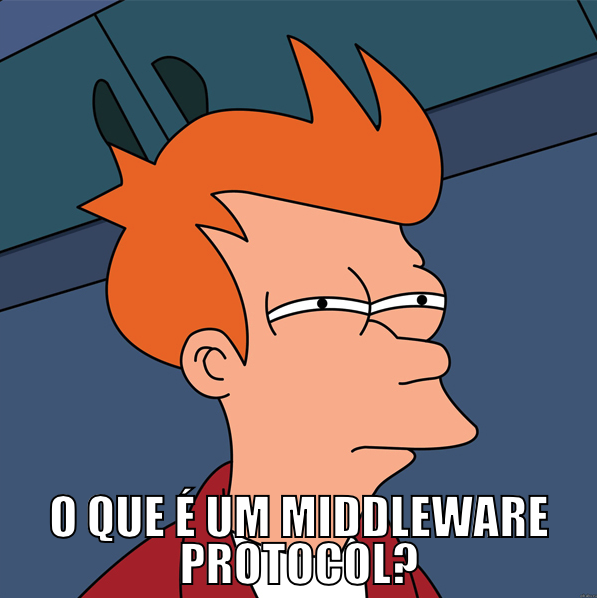 O QUE É UM MIDDLEWARE
PROTOCOL?